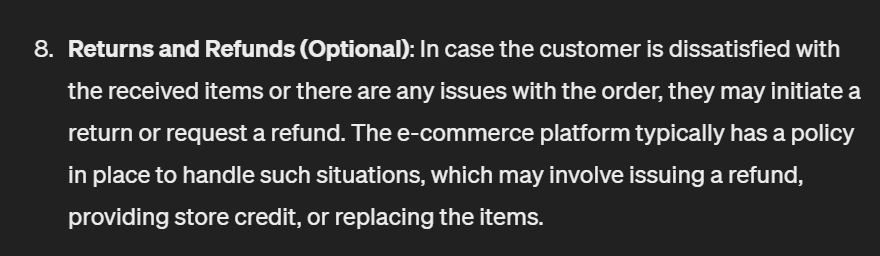 8. Returns and Refunds (Optional): In case the customer is dissatisfied with
the received items or there are any issues with the order, they may initiate a
return or request a refund. The e-commerce platform typically has a policy
in place to handle such situations, which may involve issuing a refund,
providing store credit, or replacing the items.